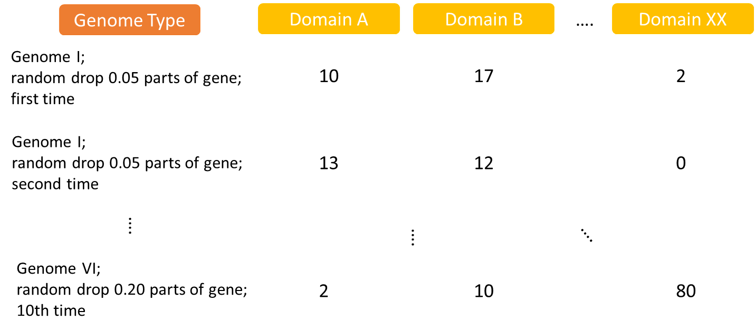 Genome Type Domain A Domain B .... Domain XX
Genome I;
random drop 0.05 parts of gene; 10 17 2
first time
Genome I;
random drop 0.05 parts of gene; 13 12 0
second time
Genome VI;
random drop 0.20 parts of gene; 2 10 80
10th time